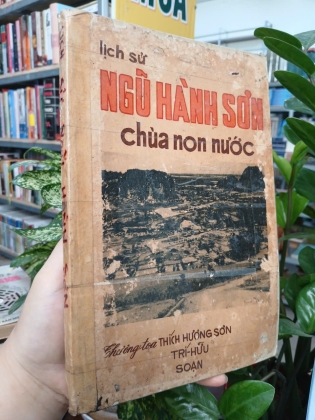 lịch sử
NGŨ HÀNH SƠN
chùa non nước
Thượng tọa THÍCH HƯƠNG SƠN
TRÍ-HỮU
SOẠN